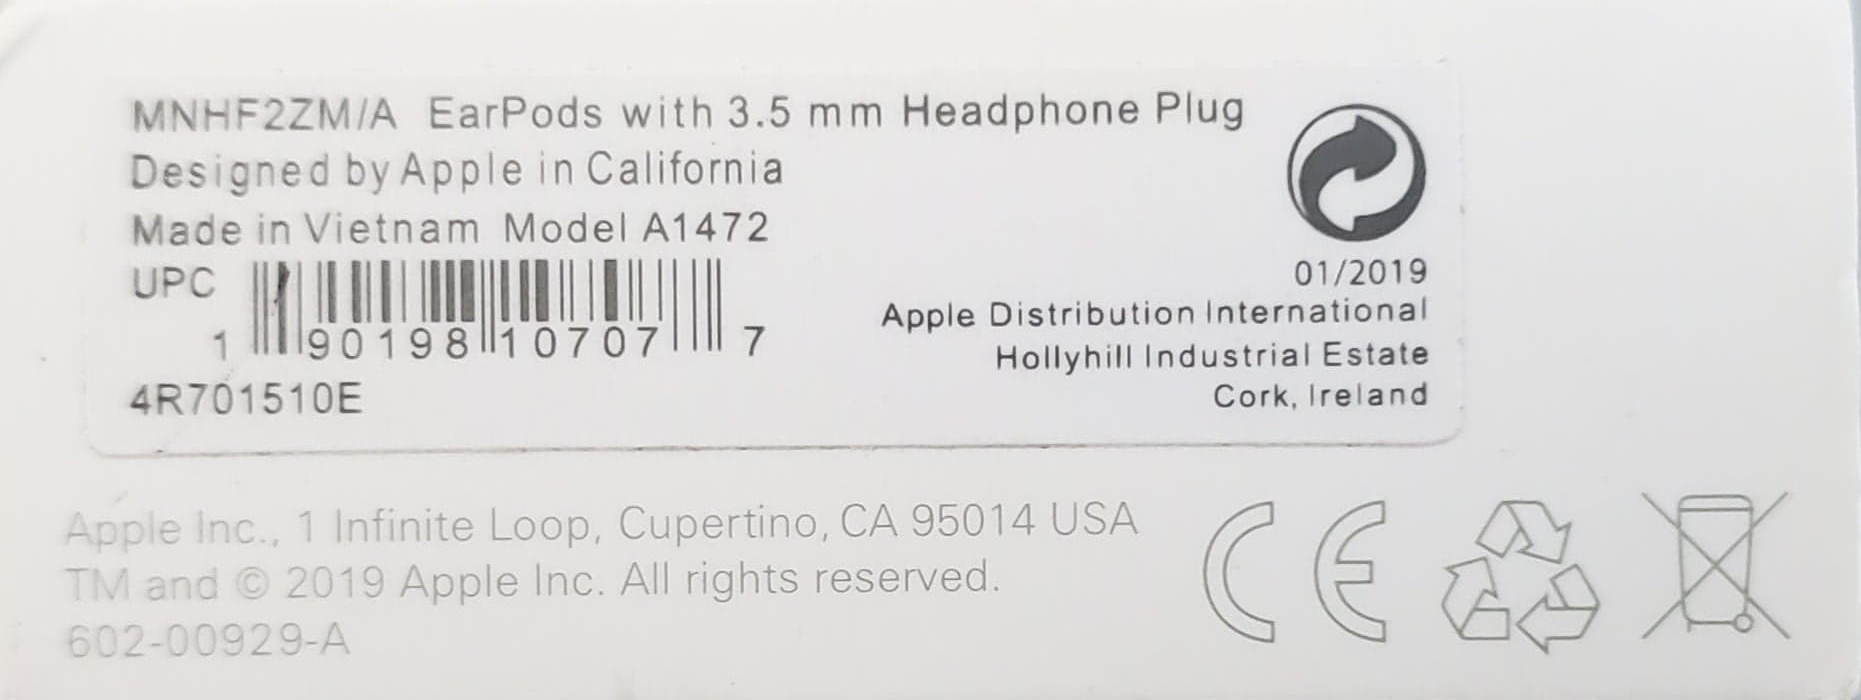 MNHF2ZM/A EarPods with 3.5 mm Headphone Plug
Designed by Apple in California
Made in Vietnam Model A1472
UPC
1 90198 10707 7
4R701510E
01/2019
Apple Distribution International
Hollyhill Industrial Estate
Cork, Ireland
Apple Inc., 1 Infinite Loop, Cupertino, CA 95014 USA
TM and © 2019 Apple Inc. All rights reserved.
602-00929-A
CE